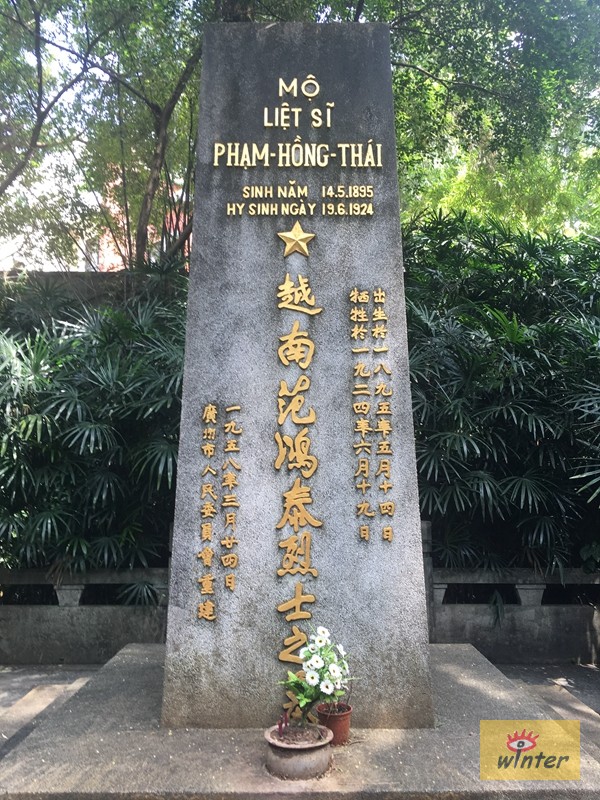 MỘ
LIỆT SĨ
PHẠM-HỒNG-THÁI
SINH NĂM 14.5.1895
HY SINH NGÀY 19.6.1924
出生於一八九五年五月十四日
犧牲於一九二四年六月十九日
越南范鴻泰烈士之
一九五八年三月廿四日
廣州市人民委員會重建
winter